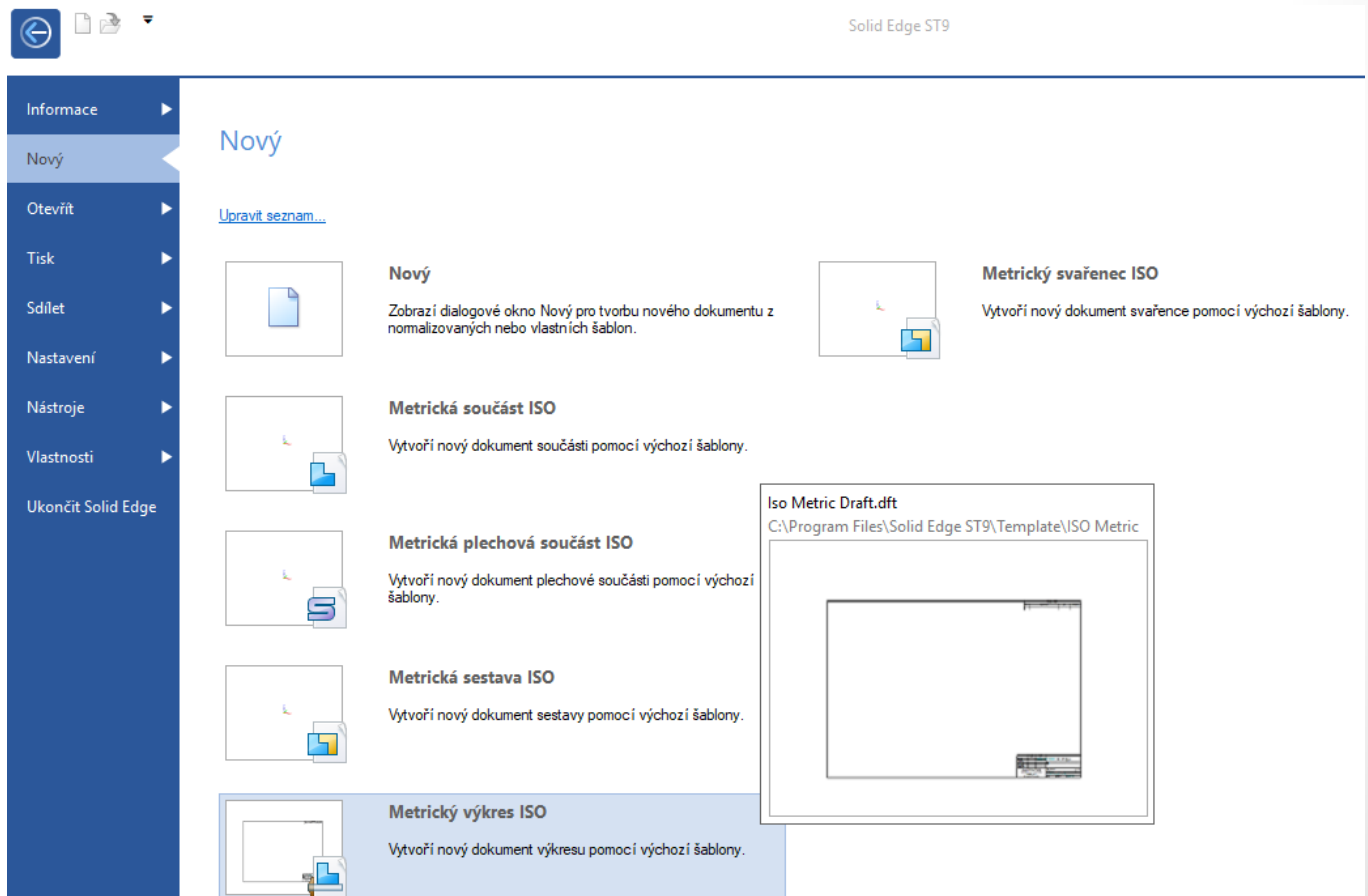 Solid Edge ST9
Informace
Nový
Otevřít
Tisk
Sdílet
Nastavení
Nástroje
Vlastnosti
Ukončit Solid Edge
Nový
Upravit seznam...
Nový
Zobrazí dialogové okno Nový pro tvorbu nového dokumentu z
normalizovaných nebo vlastních šablon.
Metrický svařenec ISO
Vytvoří nový dokument svařence pomocí výchozí šablony.
Metrická součást ISO
Vytvoří nový dokument součásti pomocí výchozí šablony.
Metrická plechová součást ISO
Vytvoří nový dokument plechové součásti pomocí výchozí
šablony.
Metrická sestava ISO
Vytvoří nový dokument sestavy pomocí výchozí šablony.
Metrický výkres ISO
Vytvoří nový dokument výkresu pomocí výchozí šablony.
Iso Metric Draft.dft
C:\Program Files\Solid Edge ST9\Template\ISO Metric